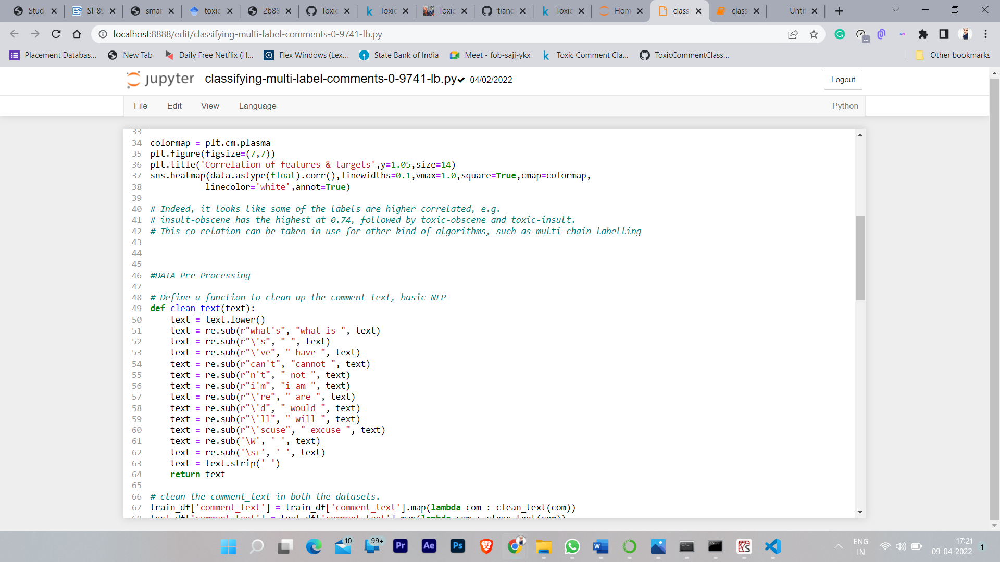 Stude
SI-89
smar
toxic
2b88
Toxic
Toxic
Toxic
tianq
Toxic
Hom
classi
class
Untit
localhost:8888/edit/classifying-multi-label-comments-0-9741-lb.py
Placement Databas...
New Tab
Daily Free Netflix (H...
Flex Windows (Lex...
State Bank of India
Meet - fob-sajj-ykx
Toxic Comment Cla...
ToxicCommentClass...
Other bookmarks
jupyter classifying-multi-label-comments-0-9741-lb.py 04/02/2022
Logout
File Edit View Language
Python
33
34 colormap = plt.cm.plasma
35 plt.figure(figsize=(7,7))
36 plt.title('Correlation of features & targets',y=1.05,size=14)
37 sns.heatmap(data.astype(float).corr(),linewidths=0.1,vmax=1.0,square=True,cmap=colormap,
38            linecolor='white',annot=True)
39
40 # Indeed, it looks like some of the labels are higher correlated, e.g.
41 # insult-obscene has the highest at 0.74, followed by toxic-obscene and toxic-insult.
42 # This co-relation can be taken in use for other kind of algorithms, such as multi-chain labelling
43
44
45
46 #DATA Pre-Processing
47
48 # Define a function to clean up the comment text, basic NLP
49 def clean_text(text):
50     text = text.lower()
51     text = re.sub(r"what's", "what is ", text)
52     text = re.sub(r"\'s", " ", text)
53     text = re.sub(r"\'ve", " have ", text)
54     text = re.sub(r"can't", "cannot ", text)
55     text = re.sub(r"n't", " not ", text)
56     text = re.sub(r"i'm", "i am ", text)
57     text = re.sub(r"\'re", " are ", text)
58     text = re.sub(r"\'d", " would ", text)
59     text = re.sub(r"\'ll", " will ", text)
60     text = re.sub(r"\'scuse", " excuse ", text)
61     text = re.sub('\W', ' ', text)
62     text = re.sub('\s+', ' ', text)
63     text = text.strip(' ')
64     return text
65
66 # clean the comment_text in both the datasets.
67 train_df['comment_text'] = train_df['comment_text'].map(lambda com : clean_text(com))
68 test_df['comment_text'] = test_df['comment_text'].map(lambda com : clean_text(com))
10
99+
Pr
Ae
Ps
ENG
IN
17:21
09-04-2022
1